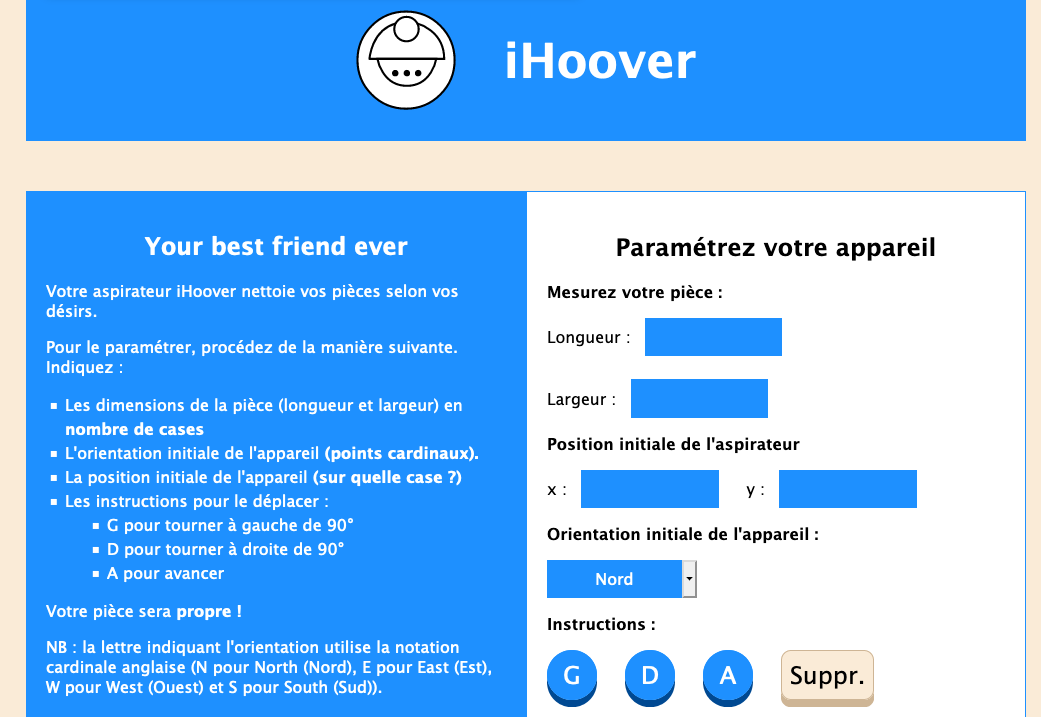 iHoover
Your best friend ever
Votre aspirateur iHoover nettoie vos pièces selon vos
désirs.
Pour le paramétrer, procédez de la manière suivante.
Indiquez :
Les dimensions de la pièce (longueur et largeur) en
nombre de cases
L'orientation initiale de l'appareil (points cardinaux).
La position initiale de l'appareil (sur quelle case ?)
Les instructions pour le déplacer :
G pour tourner à gauche de 90°
D pour tourner à droite de 90°
A pour avancer
Votre pièce sera propre !
NB : la lettre indiquant l'orientation utilise la notation
cardinale anglaise (N pour North (Nord), E pour East (Est),
W pour West (Ouest) et S pour South (Sud)).
Paramétrez votre appareil
Mesurez votre pièce :
Longueur :
Largeur :
Position initiale de l'aspirateur
x : y :
Orientation initiale de l'appareil :
Nord
Instructions :
G D A Suppr.